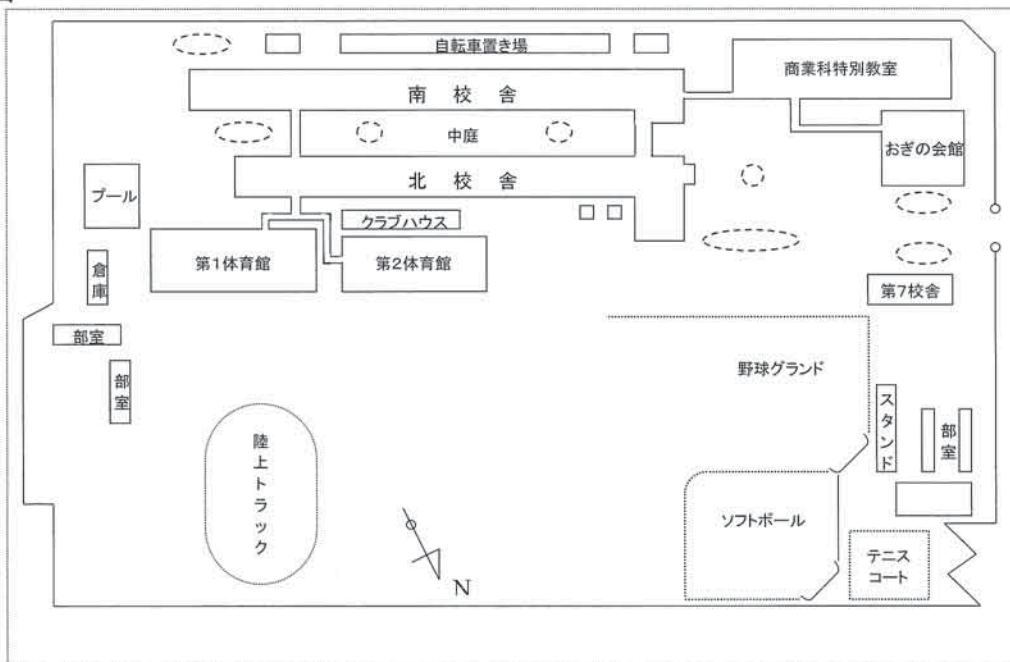 自転車置き場
商業科特別教室
南校舎
中庭
おぎの会館
北校舎
プール
クラブハウス
第1体育館
第2体育館
倉庫
第7校舎
部室
部室
野球グランド
スタンド
部室
陸上トラック
ソフトボール
テニス
コート
N